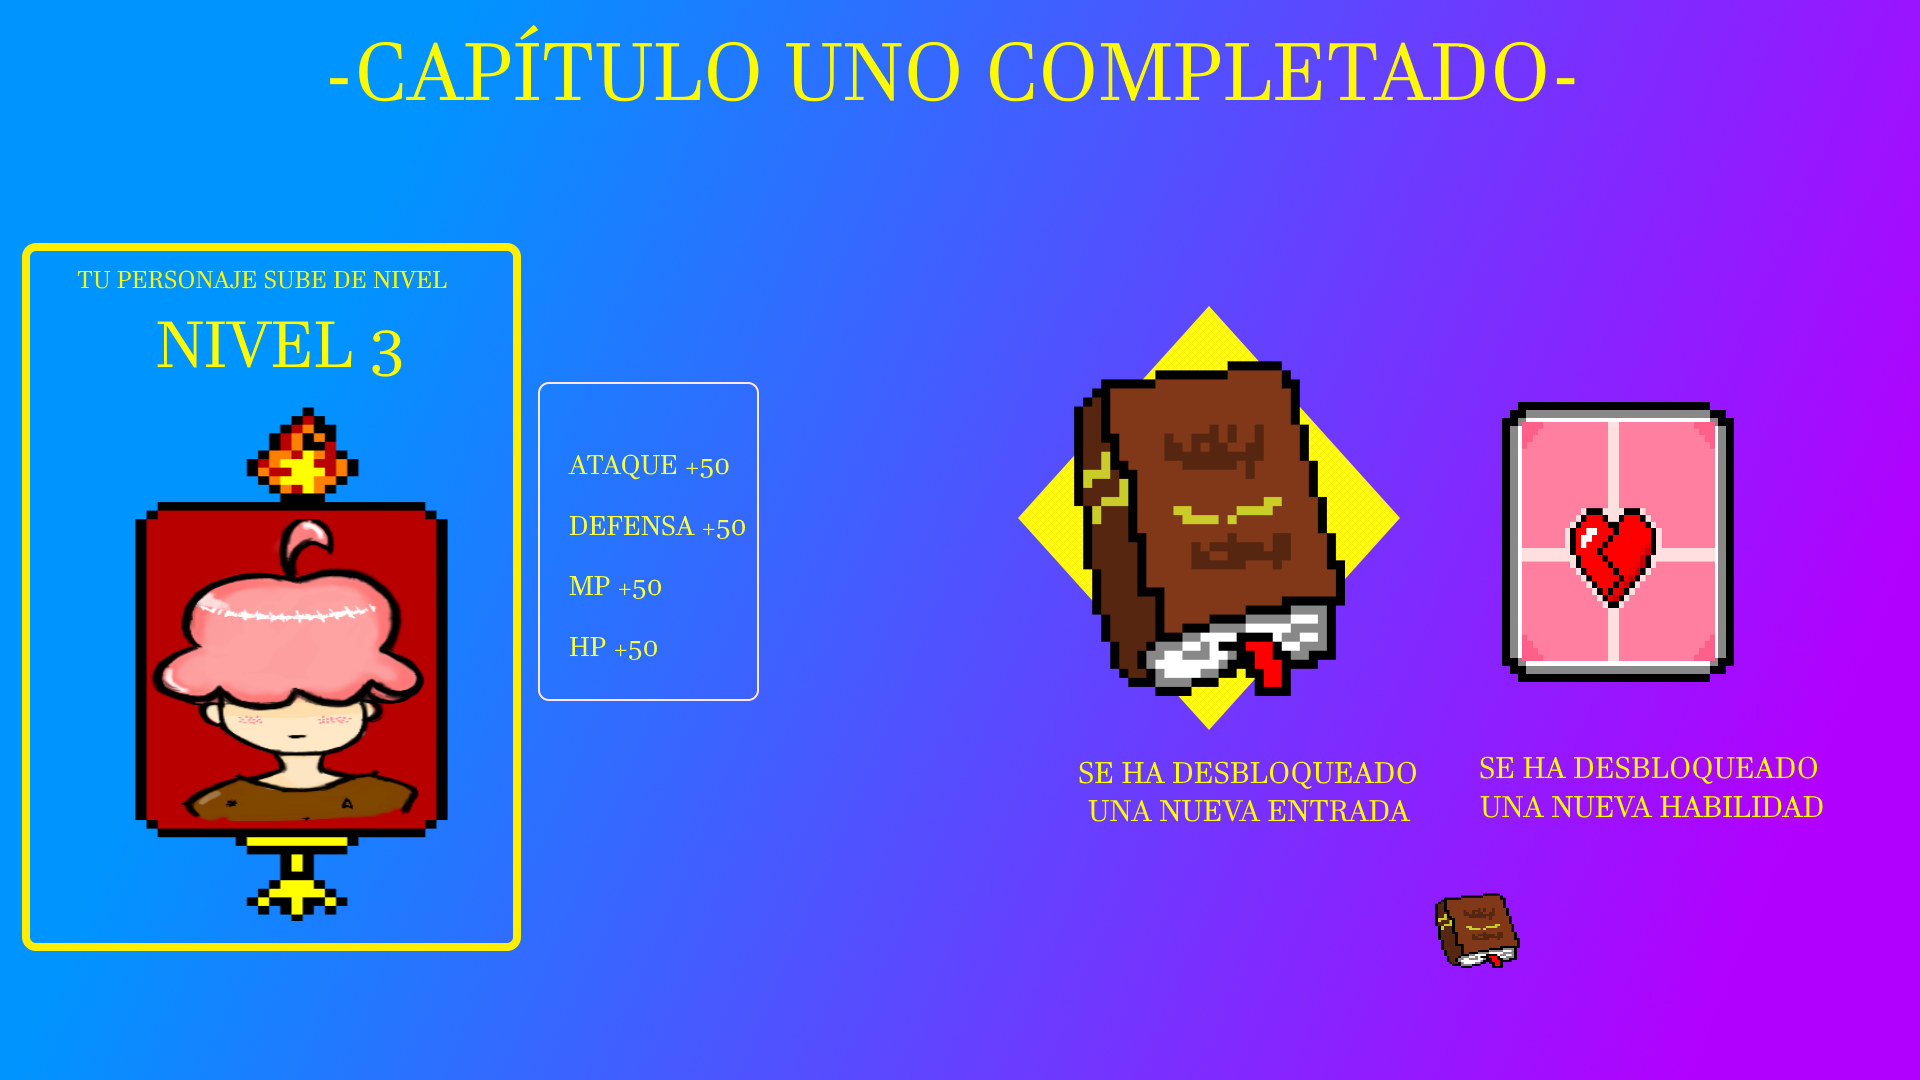 -CAPÍTULO UNO COMPLETADO-
TU PERSONAJE SUBE DE NIVEL
NIVEL 3
ATAQUE +50
DEFENSA +50
MP +50
HP +50
SE HA DESBLOQUEADO
UNA NUEVA ENTRADA
SE HA DESBLOQUEADO
UNA NUEVA HABILIDAD